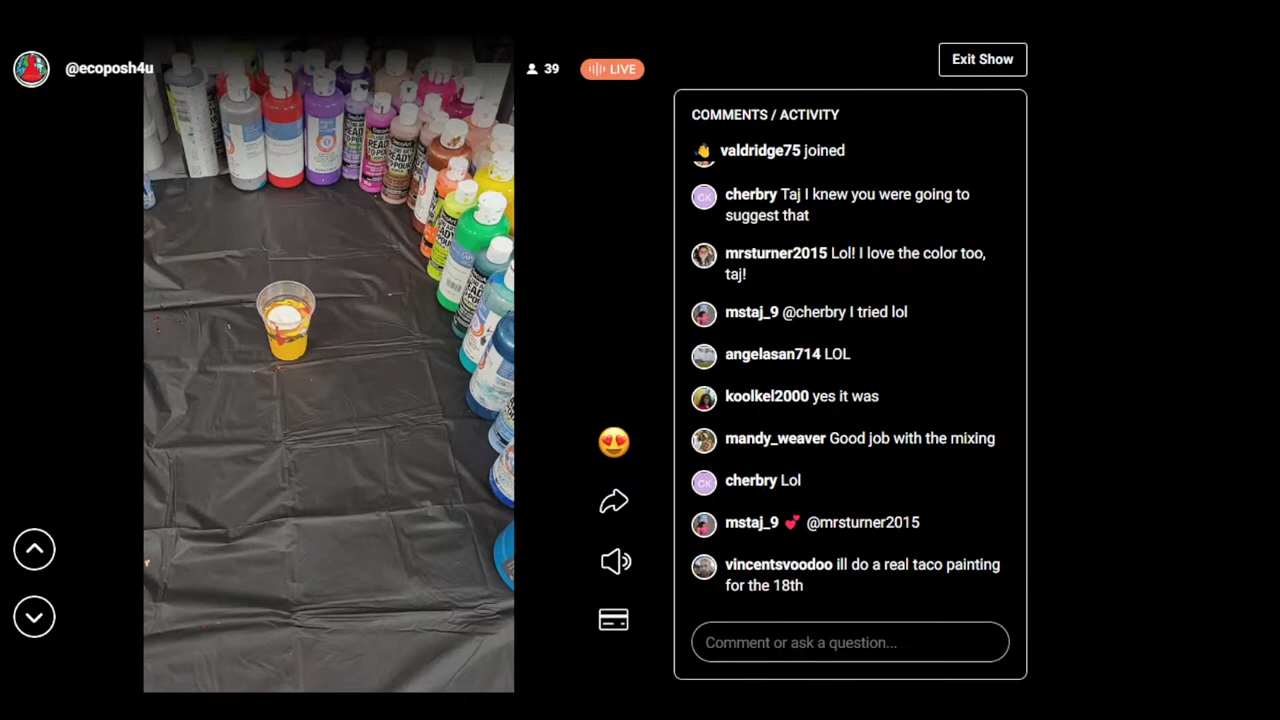 @ecoposh4u
39
LIVE
Exit Show
COMMENTS / ACTIVITY
valdridge75 joined
cherbry Taj I knew you were going to
suggest that
mrsturner2015 Lol! I love the color too,
taj!
mstaj_9 @cherbry I tried lol
angelasan714 LOL
koolkel2000 yes it was
mandy_weaver Good job with the mixing
CK
cherbry Lol
mstaj_9 💕 @mrsturner2015
vincentsvoodoo ill do a real taco painting
for the 18th
Comment or ask a question...
READY
POUR